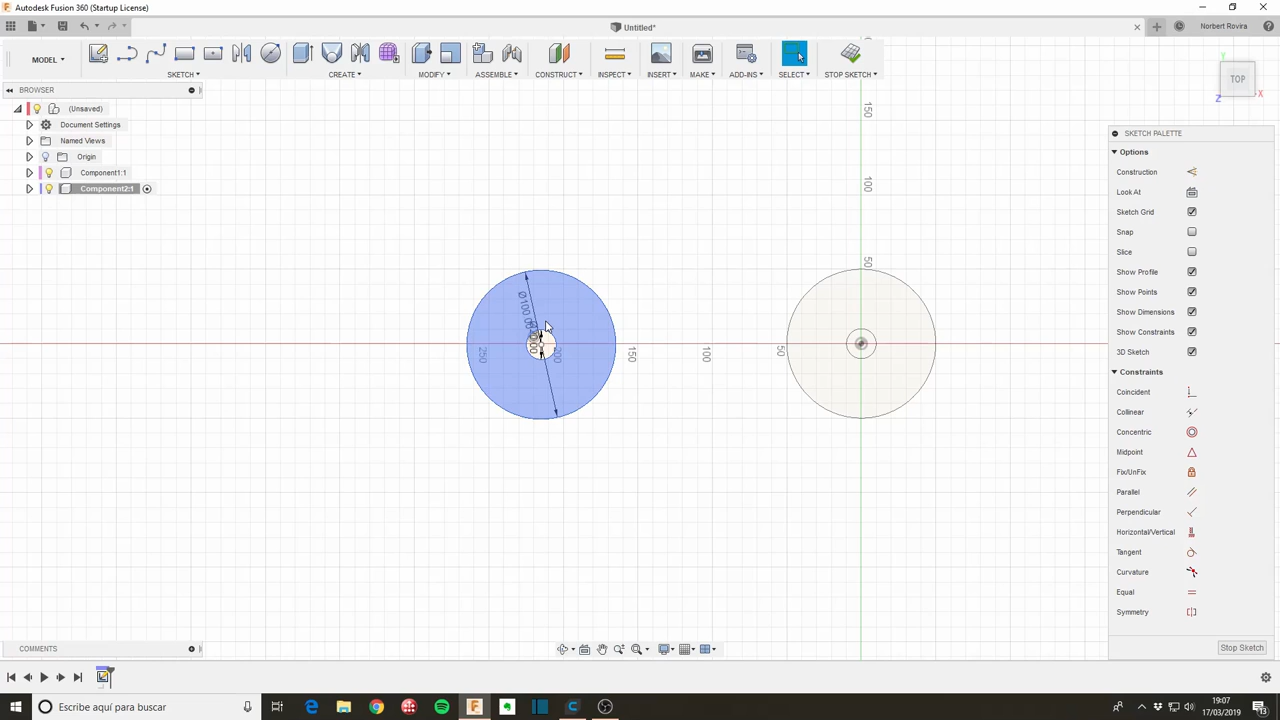 Autodesk Fusion 360 (Startup License)
Untitled*
Norbert Rovira
MODEL
SKETCH
CREATE
MODIFY
ASSEMBLE
CONSTRUCT
INSPECT
INSERT
MAKE
ADD-INS
SELECT
STOP SKETCH
BROWSER
TOP
Y
X
Z
(Unsaved)
Document Settings
Named Views
Origin
Component1:1
Component2:1
150
100
50
50
100
150
200
250
Ø100.00
SKETCH PALETTE
Options
Construction
Look At
Sketch Grid
Snap
Slice
Show Profile
Show Points
Show Dimensions
Show Constraints
3D Sketch
Constraints
Coincident
Collinear
Concentric
Midpoint
Fix/UnFix
Parallel
Perpendicular
Horizontal/Vertical
Tangent
Curvature
Equal
Symmetry
Stop Sketch
COMMENTS
Escribe aquí para buscar
19:07
17/03/2019